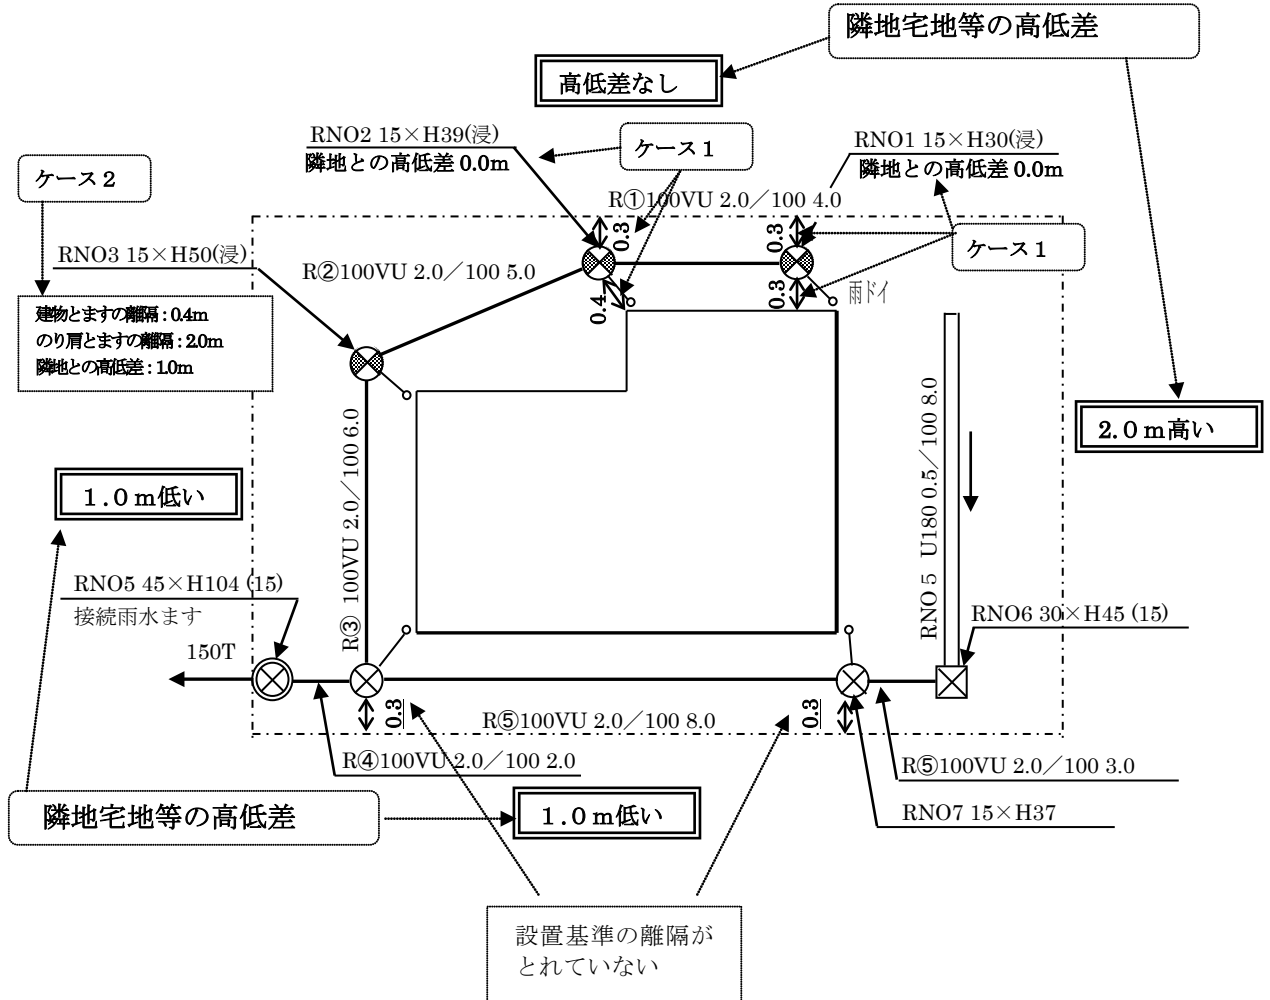 隣地宅地等の高低差
高低差なし
RNO2 15×H39(浸)
隣地との高低差 0.0m
ケース1
RNO1 15×H30(浸)
隣地との高低差 0.0m
ケース2
R①100VU 2.0／100 4.0
0.3
0.3
ケース1
RNO3 15×H50(浸)
R②100VU 2.0／100 5.0
0.4
0.3
雨ドイ
建物とますの離隔：0.4m
のり肩とますの離隔：2.0m
隣地との高低差：1.0m
2.0ｍ高い
R③ 100VU 2.0／100 6.0
RNO５ U180 0.5／100 8.0
1.0ｍ低い
RNO5 45×H104 (15)
接続雨水ます
RNO6 30×H45 (15)
150T
0.3
R⑤100VU 2.0／100 8.0
0.3
R④100VU 2.0／100 2.0
R⑤100VU 2.0／100 3.0
隣地宅地等の高低差
1.0ｍ低い
RNO7 15×H37
設置基準の離隔が
とれていない